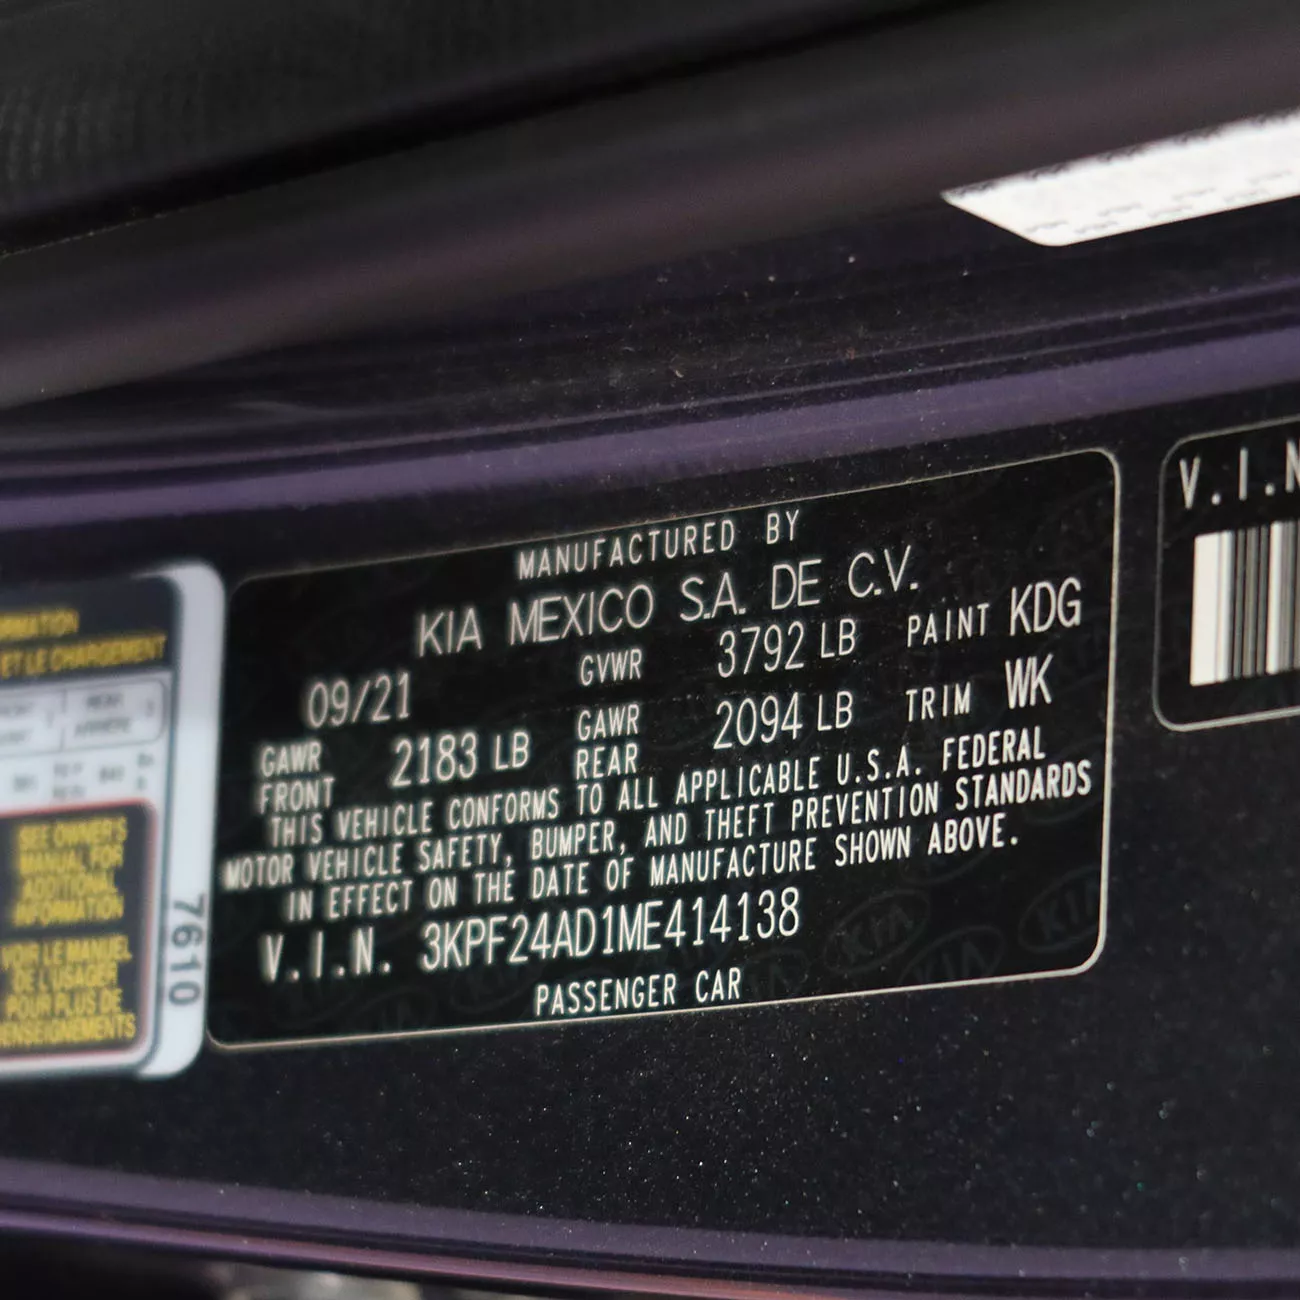 MANUFACTURED BY
KIA MEXICO S.A. DE C.V.
09/21 GVWR 3792 LB PAINT KDG
GAWR FRONT 2183 LB GAWR REAR 2094 LB TRIM WK
THIS VEHICLE CONFORMS TO ALL APPLICABLE U.S.A. FEDERAL
MOTOR VEHICLE SAFETY, BUMPER, AND THEFT PREVENTION STANDARDS
IN EFFECT ON THE DATE OF MANUFACTURE SHOWN ABOVE.
V.I.N. 3KPF24AD1ME414138
PASSENGER CAR
V.I.N
ET LE CHARGEMENT
SEE OWNER'S
MANUAL FOR
ADDITIONAL
INFORMATION
VOIR LE MANUEL
DE L'USAGER
POUR PLUS DE
RENSEIGNEMENTS
7610